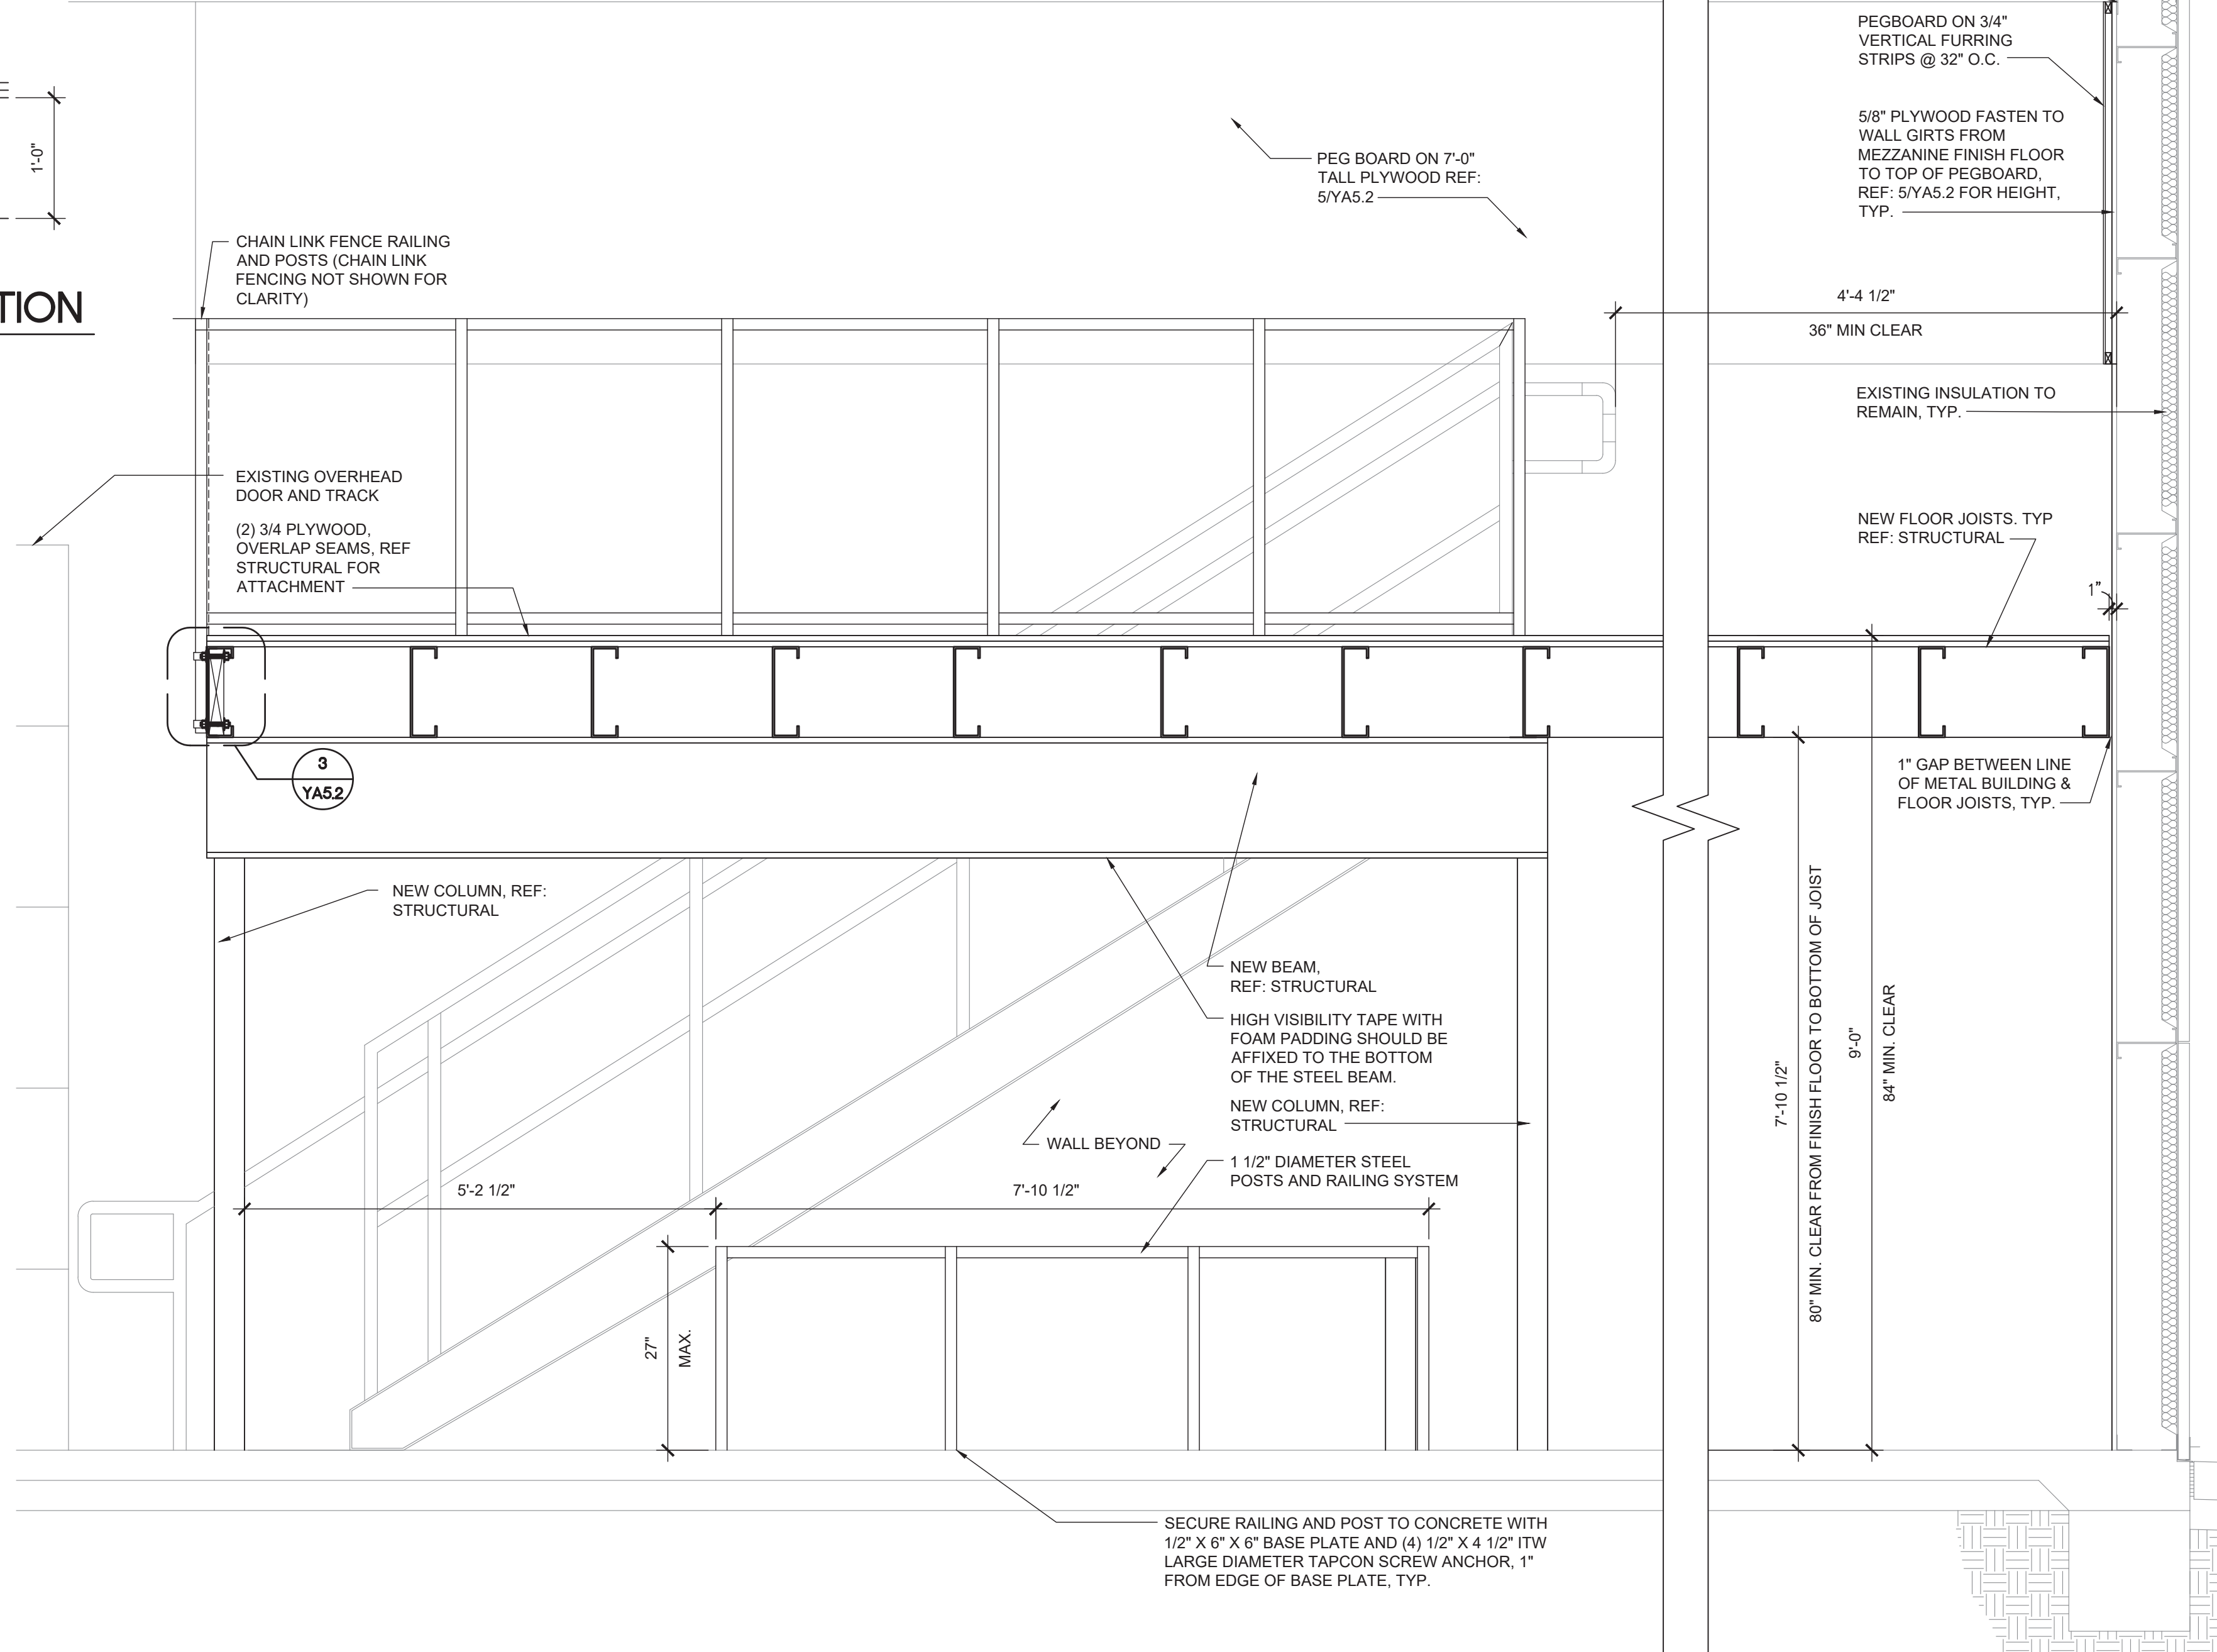 PEGBOARD ON 3/4"
VERTICAL FURRING
STRIPS @ 32" O.C.
5/8" PLYWOOD FASTEN TO
WALL GIRTS FROM
MEZZANINE FINISH FLOOR
TO TOP OF PEGBOARD,
REF: 5/YA5.2 FOR HEIGHT,
TYP.
1'-0"
PEG BOARD ON 7'-0"
TALL PLYWOOD REF:
5/YA5.2
CHAIN LINK FENCE RAILING
AND POSTS (CHAIN LINK
FENCING NOT SHOWN FOR
CLARITY)
TION
4'-4 1/2"
36" MIN CLEAR
EXISTING INSULATION TO
REMAIN, TYP.
EXISTING OVERHEAD
DOOR AND TRACK
(2) 3/4 PLYWOOD,
OVERLAP SEAMS, REF
STRUCTURAL FOR
ATTACHMENT
NEW FLOOR JOISTS. TYP
REF: STRUCTURAL
1"
3
YA5.2
1" GAP BETWEEN LINE
OF METAL BUILDING &
FLOOR JOISTS, TYP.
NEW COLUMN, REF:
STRUCTURAL
NEW BEAM,
REF: STRUCTURAL
HIGH VISIBILITY TAPE WITH
FOAM PADDING SHOULD BE
AFFIXED TO THE BOTTOM
OF THE STEEL BEAM.
NEW COLUMN, REF:
STRUCTURAL
WALL BEYOND
1 1/2" DIAMETER STEEL
POSTS AND RAILING SYSTEM
5'-2 1/2"
7'-10 1/2"
7'-10 1/2"
80" MIN. CLEAR FROM FINISH FLOOR TO BOTTOM OF JOIST
9'-0"
84" MIN. CLEAR
27"
MAX.
SECURE RAILING AND POST TO CONCRETE WITH
1/2" X 6" X 6" BASE PLATE AND (4) 1/2" X 4 1/2" ITW
LARGE DIAMETER TAPCON SCREW ANCHOR, 1"
FROM EDGE OF BASE PLATE, TYP.